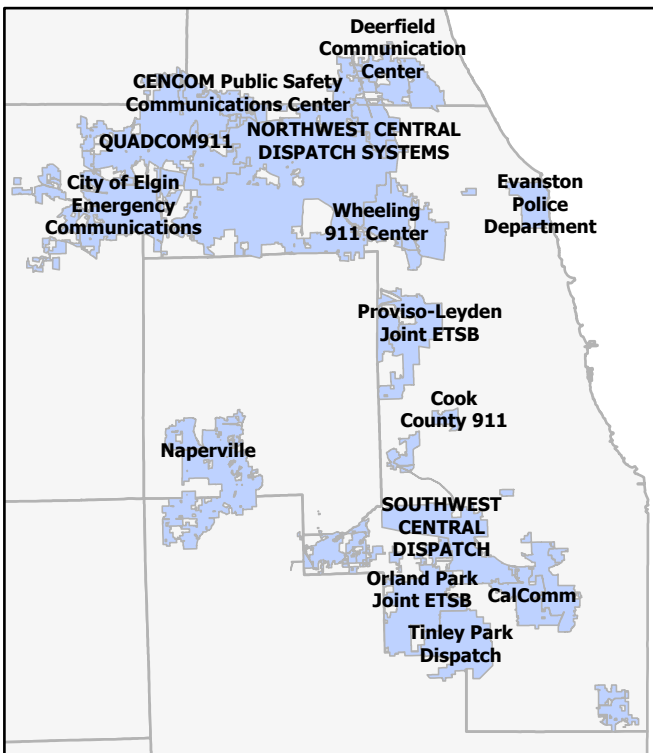 Deerfield
Communication
Center
CENCOM Public Safety
Communications Center
QUADCOM911
NORTHWEST CENTRAL
DISPATCH SYSTEMS
City of Elgin
Emergency
Communications
Wheeling
911 Center
Evanston
Police
Department
Proviso-Leyden
Joint ETSB
Cook
County 911
Naperville
SOUTHWEST
CENTRAL
DISPATCH
Orland Park
Joint ETSB
CalComm
Tinley Park
Dispatch